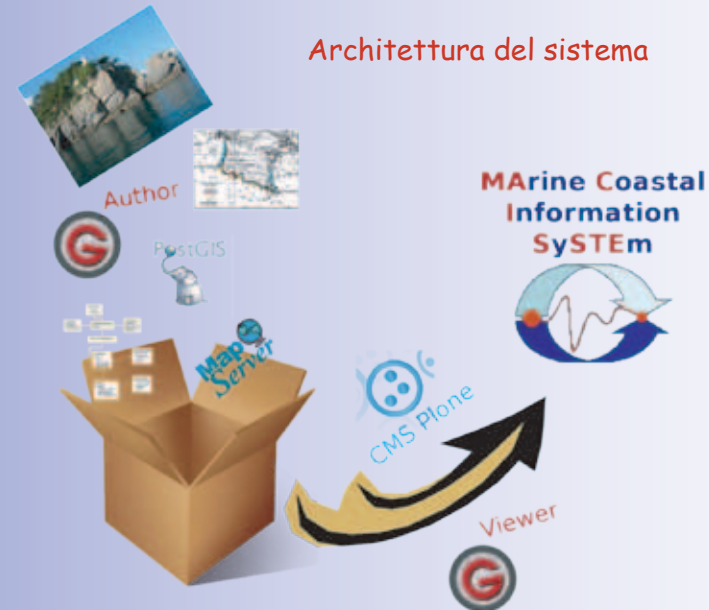 Architettura del sistema
Author
PostGIS
Map
Server
CMS Plone
Viewer
MArine Coastal
Information
SySTEm
G
G